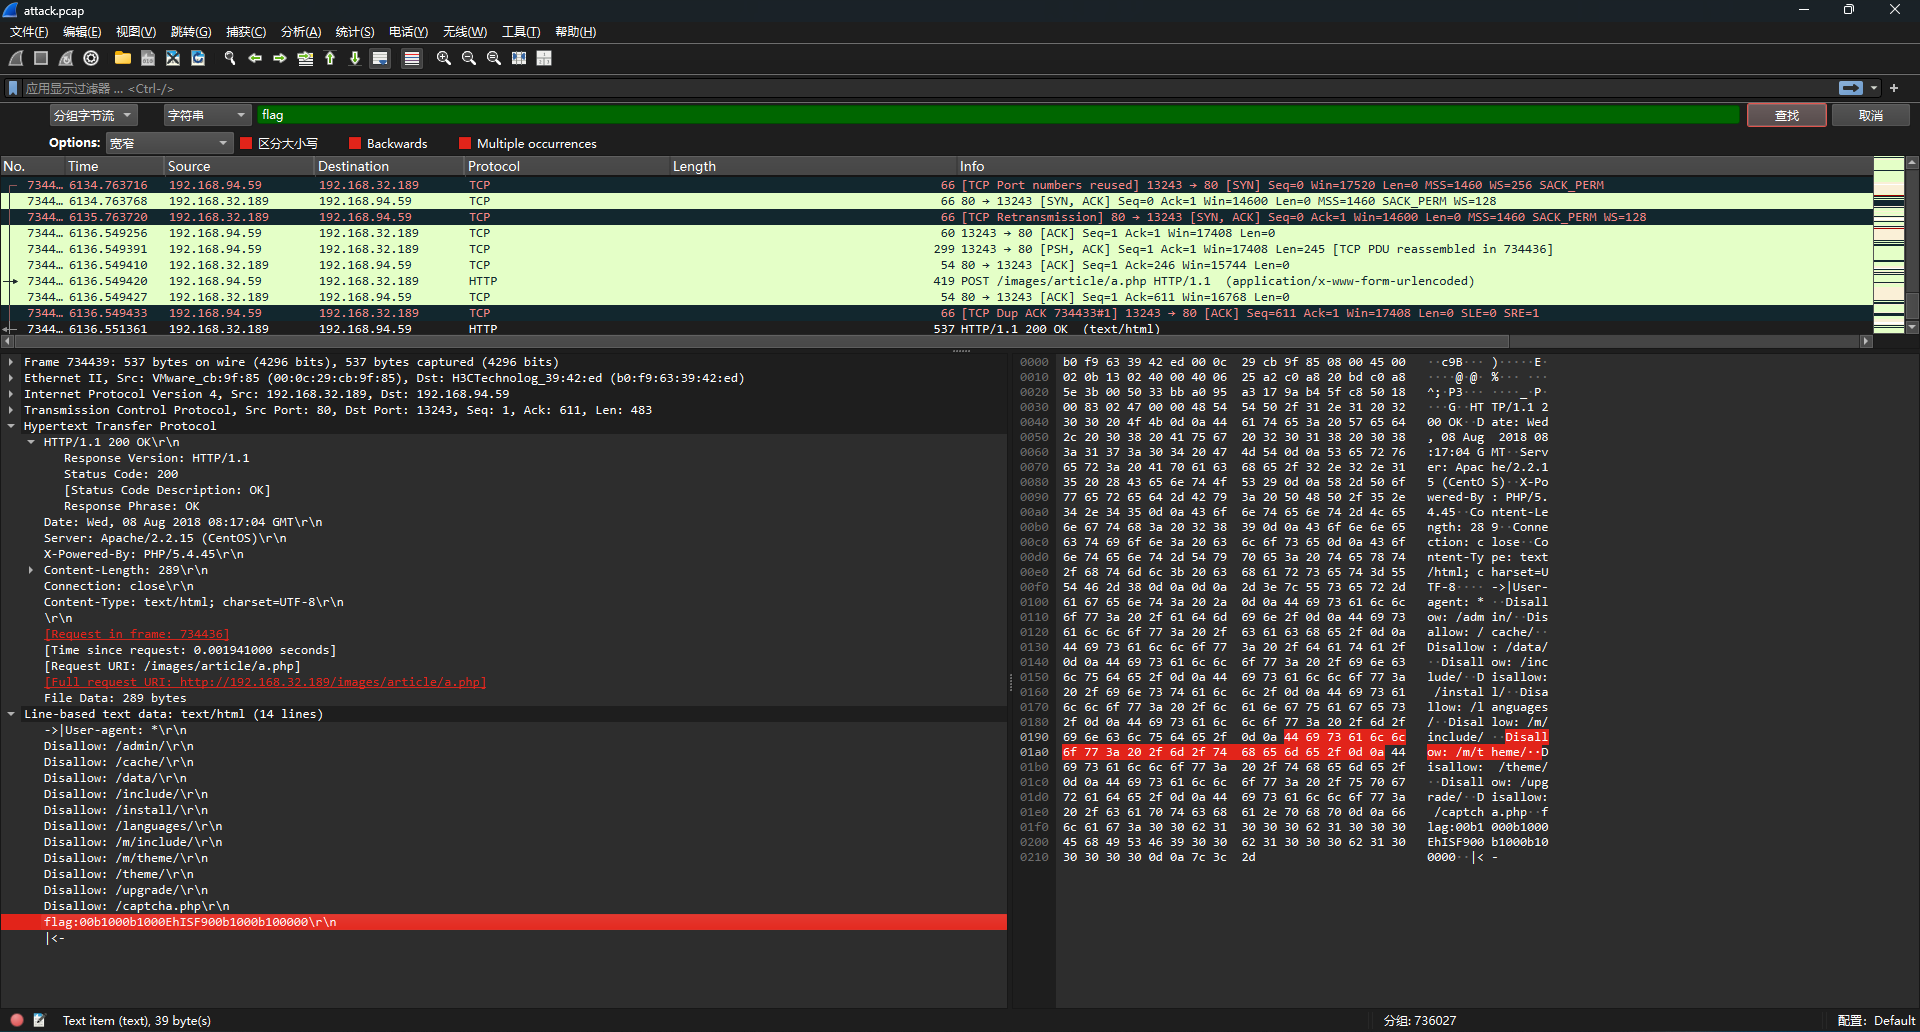 attack.pcap
文件(F) 编辑(E) 视图(V) 跳转(G) 捕获(C) 分析(A) 统计(S) 电话(Y) 无线(W) 工具(T) 帮助(H)
应用显示过滤器 … <Ctrl-/>
分组字节流 字符串 flag 查找 取消
Options: 宽窄 区分大小写 Backwards Multiple occurrences
No. Time Source Destination Protocol Length Info
7344… 6134.763716 192.168.94.59 192.168.32.189 TCP 66 [TCP Port numbers reused] 13243 → 80 [SYN] Seq=0 Win=17520 Len=0 MSS=1460 WS=256 SACK_PERM
7344… 6134.763768 192.168.32.189 192.168.94.59 TCP 66 80 → 13243 [SYN, ACK] Seq=0 Ack=1 Win=14600 Len=0 MSS=1460 SACK_PERM WS=128
7344… 6135.763720 192.168.32.189 192.168.94.59 TCP 66 [TCP Retransmission] 80 → 13243 [SYN, ACK] Seq=0 Ack=1 Win=14600 Len=0 MSS=1460 SACK_PERM WS=128
7344… 6136.549256 192.168.94.59 192.168.32.189 TCP 60 13243 → 80 [ACK] Seq=1 Ack=1 Win=17408 Len=0
7344… 6136.549391 192.168.94.59 192.168.32.189 TCP 299 13243 → 80 [PSH, ACK] Seq=1 Ack=1 Win=17408 Len=245 [TCP PDU reassembled in 734436]
7344… 6136.549410 192.168.32.189 192.168.94.59 TCP 54 80 → 13243 [ACK] Seq=1 Ack=246 Win=15744 Len=0
7344… 6136.549420 192.168.94.59 192.168.32.189 HTTP 419 POST /images/article/a.php HTTP/1.1  (application/x-www-form-urlencoded)
7344… 6136.549427 192.168.32.189 192.168.94.59 TCP 54 80 → 13243 [ACK] Seq=1 Ack=611 Win=16768 Len=0
7344… 6136.549433 192.168.94.59 192.168.32.189 TCP 66 [TCP Dup ACK 734433#1] 13243 → 80 [ACK] Seq=611 Ack=1 Win=17408 Len=0 SLE=0 SRE=1
7344… 6136.551361 192.168.32.189 192.168.94.59 HTTP 537 HTTP/1.1 200 OK  (text/html)
Frame 734439: 537 bytes on wire (4296 bits), 537 bytes captured (4296 bits)
Ethernet II, Src: VMware_cb:9f:85 (00:0c:29:cb:9f:85), Dst: H3CTechnolog_39:42:ed (b0:f9:63:39:42:ed)
Internet Protocol Version 4, Src: 192.168.32.189, Dst: 192.168.94.59
Transmission Control Protocol, Src Port: 80, Dst Port: 13243, Seq: 1, Ack: 611, Len: 483
Hypertext Transfer Protocol
HTTP/1.1 200 OK\r\n
Response Version: HTTP/1.1
Status Code: 200
[Status Code Description: OK]
Response Phrase: OK
Date: Wed, 08 Aug 2018 08:17:04 GMT\r\n
Server: Apache/2.2.15 (CentOS)\r\n
X-Powered-By: PHP/5.4.45\r\n
Content-Length: 289\r\n
Connection: close\r\n
Content-Type: text/html; charset=UTF-8\r\n
\r\n
[Request in frame: 734436]
[Time since request: 0.001941000 seconds]
[Request URI: /images/article/a.php]
[Full request URI: http://192.168.32.189/images/article/a.php]
File Data: 289 bytes
Line-based text data: text/html (14 lines)
->|User-agent: *\r\n
Disallow: /admin/\r\n
Disallow: /cache/\r\n
Disallow: /data/\r\n
Disallow: /include/\r\n
Disallow: /install/\r\n
Disallow: /languages/\r\n
Disallow: /m/include/\r\n
Disallow: /m/theme/\r\n
Disallow: /theme/\r\n
Disallow: /upgrade/\r\n
Disallow: /captcha.php\r\n
flag:00b1000b1000EhISF900b1000b100000\r\n
|<-
0000 b0 f9 63 39 42 ed 00 0c 29 cb 9f 85 08 00 45 00 ··c9B··· )·····E·
0010 02 0b 13 02 40 00 40 06 25 a2 c0 a8 20 bd c0 a8 ····@·@· %··· ···
0020 5e 3b 00 50 33 bb a0 95 a3 17 9a b4 5f c8 50 18 ^;·P3··· ····_·P·
0030 00 83 02 47 00 00 48 54 54 50 2f 31 2e 31 20 32 ···G··HT TP/1.1 2
0040 30 30 20 4f 4b 0d 0a 44 61 74 65 3a 20 57 65 64 00 OK··D ate: Wed
0050 2c 20 30 38 20 41 75 67 20 32 30 31 38 20 30 38 , 08 Aug  2018 08
0060 3a 31 37 3a 30 34 20 47 4d 54 0d 0a 53 65 72 76 :17:04 G MT··Serv
0070 65 72 3a 20 41 70 61 63 68 65 2f 32 2e 32 2e 31 er: Apac he/2.2.1
0080 35 20 28 43 65 6e 74 4f 53 29 0d 0a 58 2d 50 6f 5 (CentO S)··X-Po
0090 77 65 72 65 64 2d 42 79 3a 20 50 48 50 2f 35 2e wered-By : PHP/5.
00a0 34 2e 34 35 0d 0a 43 6f 6e 74 65 6e 74 2d 4c 65 4.45··Co ntent-Le
00b0 6e 67 74 68 3a 20 32 38 39 0d 0a 43 6f 6e 6e 65 ngth: 28 9··Conne
00c0 63 74 69 6f 6e 3a 20 63 6c 6f 73 65 0d 0a 43 6f ction: c lose··Co
00d0 6e 74 65 6e 74 2d 54 79 70 65 3a 20 74 65 78 74 ntent-Ty pe: text
00e0 2f 68 74 6d 6c 3b 20 63 68 61 72 73 65 74 3d 55 /html; c harset=U
00f0 54 46 2d 38 0d 0a 0d 0a 2d 3e 7c 55 73 65 72 2d TF-8···· ->|User-
0100 61 67 65 6e 74 3a 20 2a 0d 0a 44 69 73 61 6c 6c agent: * ··Disall
0110 6f 77 3a 20 2f 61 64 6d 69 6e 2f 0d 0a 44 69 73 ow: /adm in/··Dis
0120 61 6c 6c 6f 77 3a 20 2f 63 61 63 68 65 2f 0d 0a allow: / cache/··
0130 44 69 73 61 6c 6c 6f 77 3a 20 2f 64 61 74 61 2f Disallow : /data/
0140 0d 0a 44 69 73 61 6c 6c 6f 77 3a 20 2f 69 6e 63 ··Disall ow: /inc
0150 6c 75 64 65 2f 0d 0a 44 69 73 61 6c 6c 6f 77 3a lude/··D isallow:
0160 20 2f 69 6e 73 74 61 6c 6c 2f 0d 0a 44 69 73 61  /instal l/··Disa
0170 6c 6c 6f 77 3a 20 2f 6c 61 6e 67 75 61 67 65 73 llow: /l anguages
0180 2f 0d 0a 44 69 73 61 6c 6c 6f 77 3a 20 2f 6d 2f /··Disal low: /m/
0190 69 6e 63 6c 75 64 65 2f 0d 0a 44 69 73 61 6c 6c include/ ··Disall
01a0 6f 77 3a 20 2f 6d 2f 74 68 65 6d 65 2f 0d 0a 44 ow: /m/t heme/··D
01b0 69 73 61 6c 6c 6f 77 3a 20 2f 74 68 65 6d 65 2f isallow:  /theme/
01c0 0d 0a 44 69 73 61 6c 6c 6f 77 3a 20 2f 75 70 67 ··Disall ow: /upg
01d0 72 61 64 65 2f 0d 0a 44 69 73 61 6c 6c 6f 77 3a rade/··D isallow:
01e0 20 2f 63 61 70 74 63 68 61 2e 70 68 70 0d 0a 66  /captch a.php··f
01f0 6c 61 67 3a 30 30 62 31 30 30 30 62 31 30 30 30 lag:00b1 000b1000
0200 45 68 49 53 46 39 30 30 62 31 30 30 30 62 31 30 EhISF900 b1000b10
0210 30 30 30 30 0d 0a 7c 3c 2d 0000··|< -
Text item (text), 39 byte(s)
分组: 736027
配置: Default